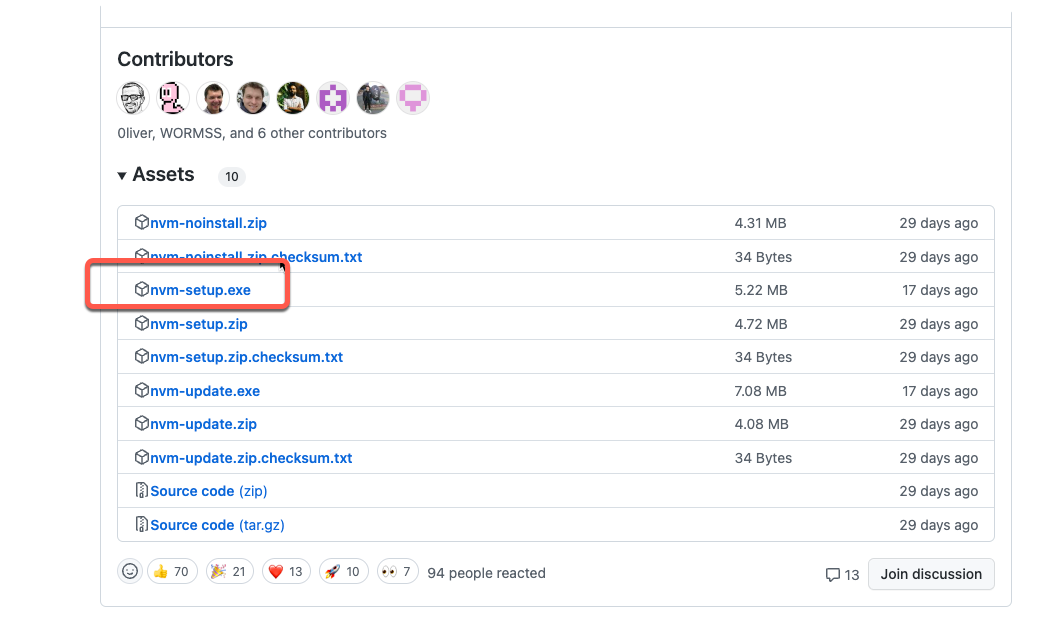 Contributors
0liver, WORMSS, and 6 other contributors
Assets 10
nvm-noinstall.zip 4.31 MB 29 days ago
nvm-noinstall.zip.checksum.txt 34 Bytes 29 days ago
nvm-setup.exe 5.22 MB 17 days ago
nvm-setup.zip 4.72 MB 29 days ago
nvm-setup.zip.checksum.txt 34 Bytes 29 days ago
nvm-update.exe 7.08 MB 17 days ago
nvm-update.zip 4.08 MB 29 days ago
nvm-update.zip.checksum.txt 34 Bytes 29 days ago
Source code (zip) 29 days ago
Source code (tar.gz) 29 days ago
👍 70 🎉 21 ❤️ 13 🚀 10 👀 7 94 people reacted 13 Join discussion